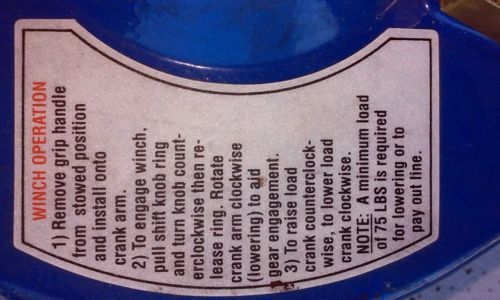 WINCH OPERATION
1) Remove grip handle
from stowed position
and install onto
crank arm.
2) To engage winch,
pull shift knob ring
and turn knob count-
erclockwise then re-
lease ring. Rotate
crank arm clockwise
(lowering) to aid
gear engagement.
3) To raise load
crank counterclock-
wise, to lower load
crank clockwise.
NOTE: A minimum load
of 75 LBS is required
for lowering or to
pay out line.